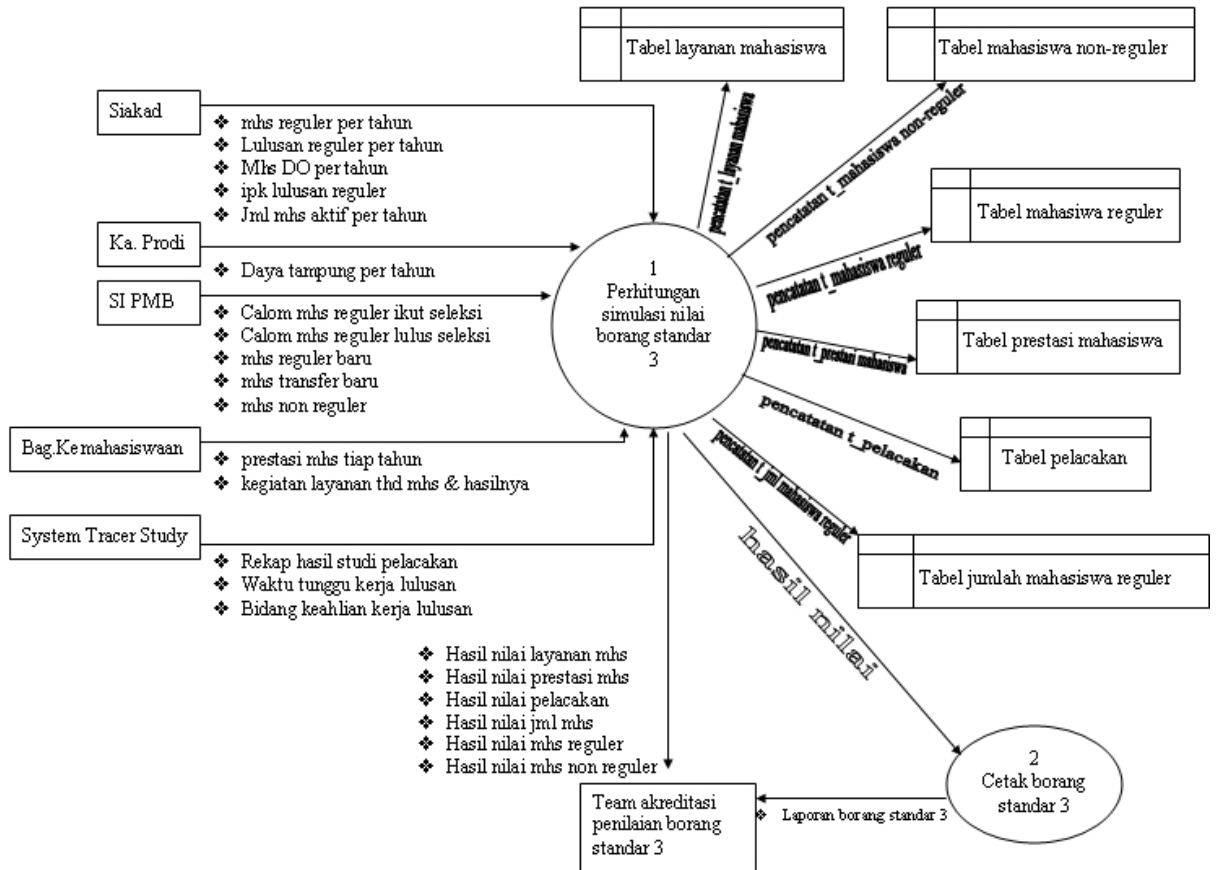 Tabel layanan mahasiswa
Tabel mahasiswa non-reguler
Siakad
❖ mhs reguler per tahun
❖ Lulusan reguler per tahun
❖ Mhs DO per tahun
❖ ipk lulusan reguler
❖ Jml mhs aktif per tahun
pencatatan t_layanan mahasiswa
pencatatan t_mahasiswa non-reguler
Tabel mahasiwa reguler
pencatatan t_mahasiswa reguler
Ka. Prodi
❖ Daya tampung per tahun
SI PMB
❖ Calom mhs reguler ikut seleksi
❖ Calom mhs reguler lulus seleksi
❖ mhs reguler baru
❖ mhs transfer baru
❖ mhs non reguler
1
Perhitungan
simulasi nilai
borang standar
3
pencatatan t_prestasi mahasiswa
Tabel prestasi mahasiswa
pencatatan t_pelacakan
Tabel pelacakan
Bag.Kemahasiswaan
❖ prestasi mhs tiap tahun
❖ kegiatan layanan thd mhs & hasilnya
pencatatan t_jml mahasiswa reguler
Tabel jumlah mahasiswa reguler
System Tracer Study
❖ Rekap hasil studi pelacakan
❖ Waktu tunggu kerja lulusan
❖ Bidang keahlian kerja lulusan
hasil nilai
❖ Hasil nilai layanan mhs
❖ Hasil nilai prestasi mhs
❖ Hasil nilai pelacakan
❖ Hasil nilai jml mhs
❖ Hasil nilai mhs reguler
❖ Hasil nilai mhs non reguler
2
Cetak borang
standar 3
❖ Laporan borang standar 3
Team akreditasi
penilaian borang
standar 3